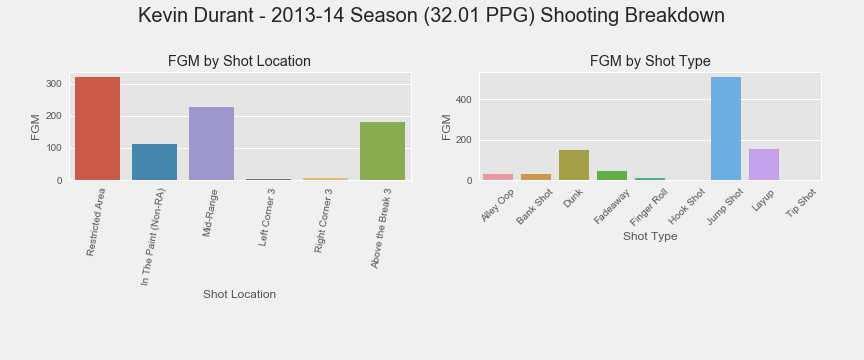 Kevin Durant - 2013-14 Season (32.01 PPG) Shooting Breakdown
FGM by Shot Location
FGM
300
200
100
0
Restricted Area
In The Paint (Non-RA)
Mid-Range
Left Corner 3
Right Corner 3
Above the Break 3
Shot Location
FGM by Shot Type
FGM
400
200
0
Alley Oop
Bank Shot
Dunk
Fadeaway
Finger Roll
Hook Shot
Jump Shot
Layup
Tip Shot
Shot Type